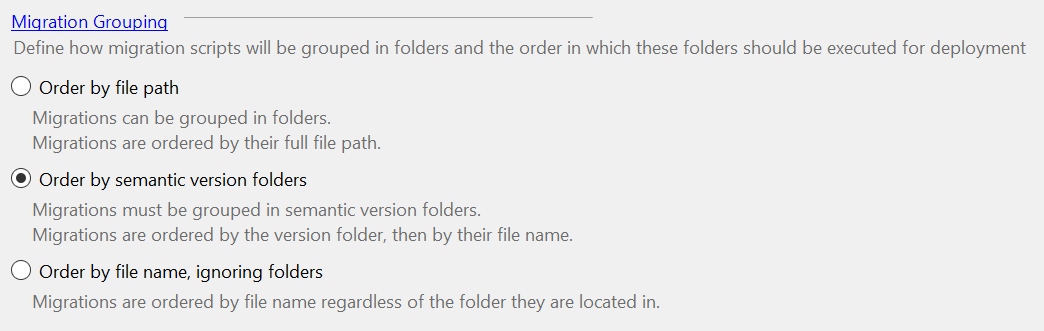 Migration Grouping
Define how migration scripts will be grouped in folders and the order in which these folders should be executed for deployment
Order by file path
Migrations can be grouped in folders.
Migrations are ordered by their full file path.
Order by semantic version folders
Migrations must be grouped in semantic version folders.
Migrations are ordered by the version folder, then by their file name.
Order by file name, ignoring folders
Migrations are ordered by file name regardless of the folder they are located in.